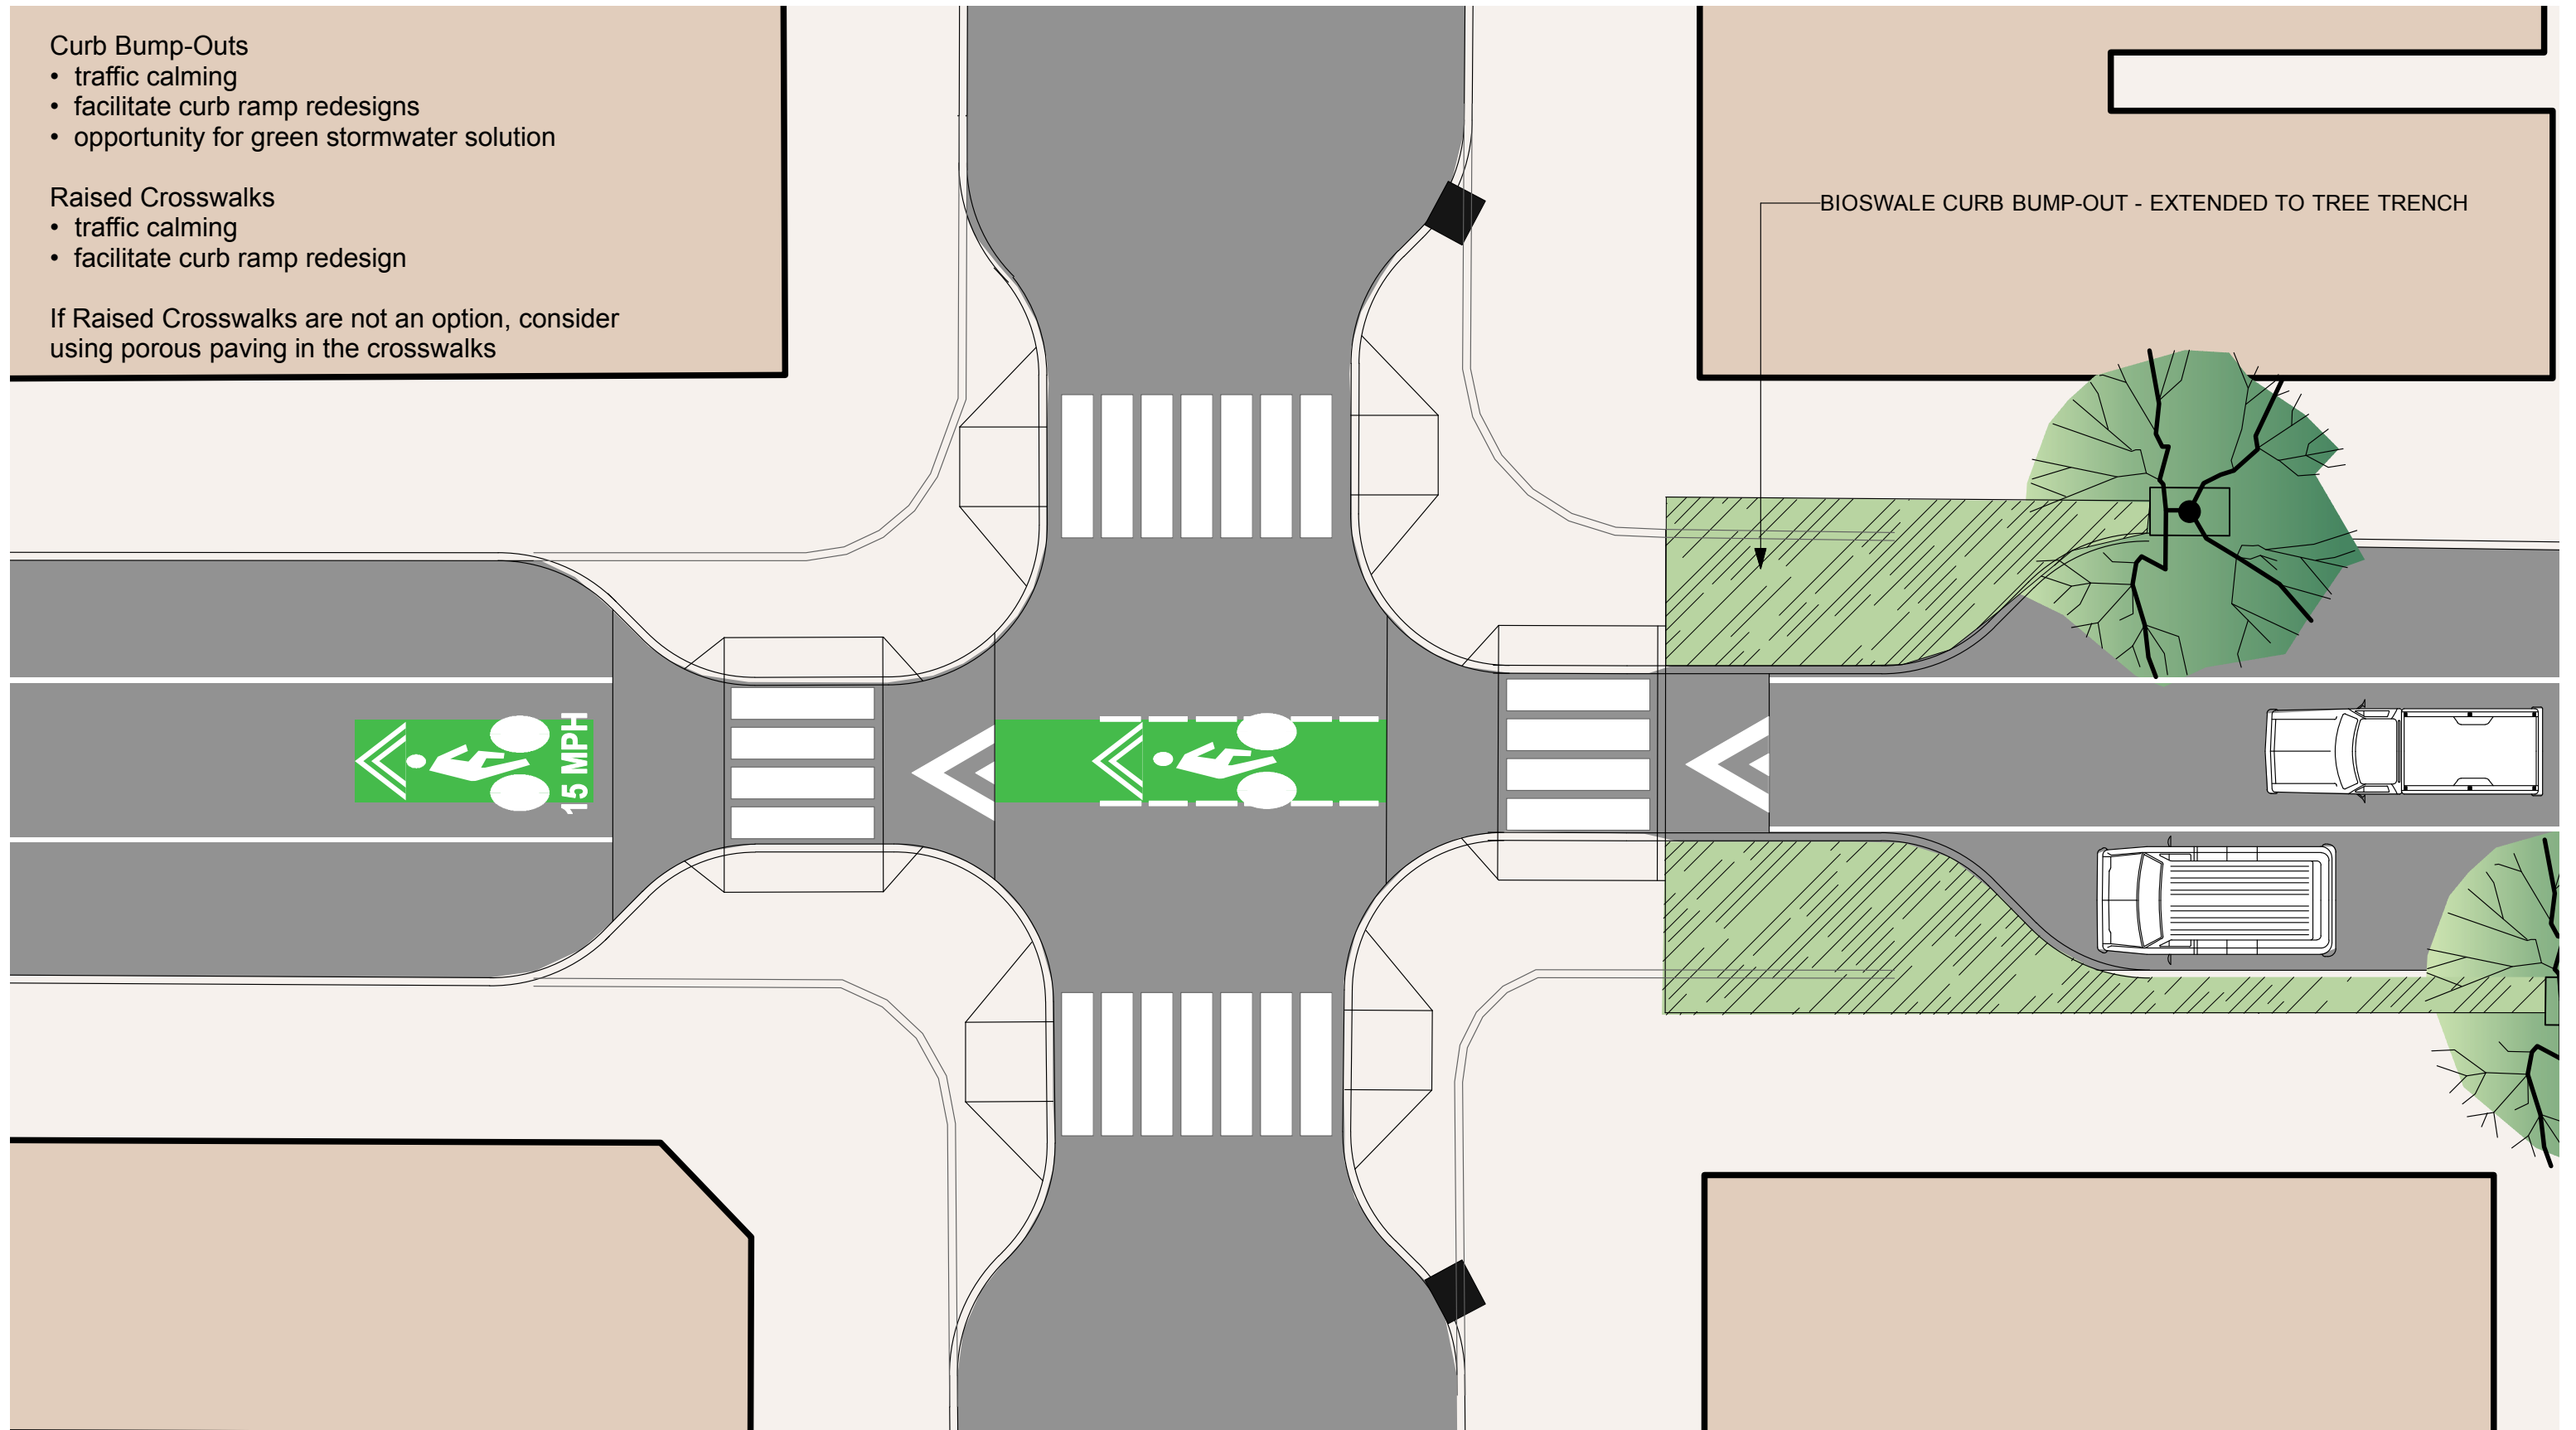 Curb Bump-Outs
• traffic calming
• facilitate curb ramp redesigns
• opportunity for green stormwater solution
Raised Crosswalks
• traffic calming
• facilitate curb ramp redesign
If Raised Crosswalks are not an option, consider
using porous paving in the crosswalks
BIOSWALE CURB BUMP-OUT - EXTENDED TO TREE TRENCH
15 MPH